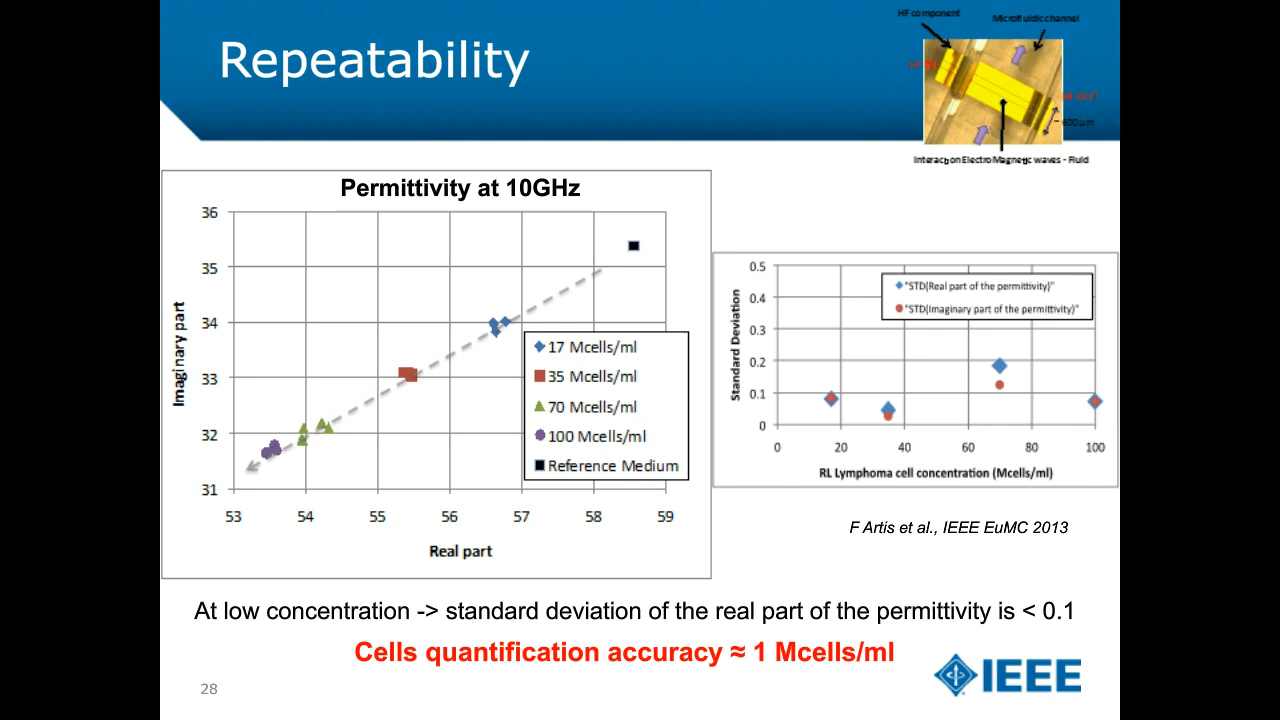 Repeatability
HF component
Microfluidic channel
600 µm
Interaction ElectroMagnetic waves - Fluid
Permittivity at 10GHz
36
35
34
33
32
31
Imaginary part
53 54 55 56 57 58 59
Real part
17 Mcells/ml
35 Mcells/ml
70 Mcells/ml
100 Mcells/ml
Reference Medium
0.5
0.4
0.3
0.2
0.1
0
Standard Deviation
"STD(Real part of the permittivity)"
"STD(Imaginary part of the permittivity)"
0 20 40 60 80 100
RL Lymphoma cell concentration (Mcells/ml)
F Artis et al., IEEE EuMC 2013
At low concentration -> standard deviation of the real part of the permittivity is < 0.1
Cells quantification accuracy ≈ 1 Mcells/ml
28
IEEE